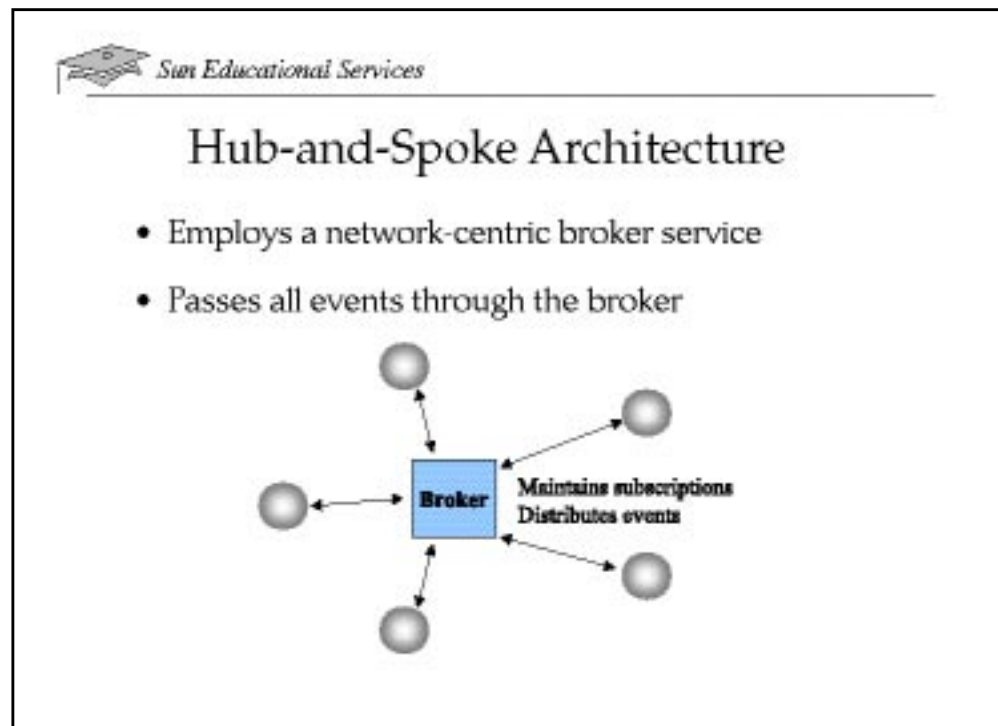 Sun Educational Services
Hub-and-Spoke Architecture
• Employs a network-centric broker service
• Passes all events through the broker
Broker
Maintains subscriptions
Distributes events